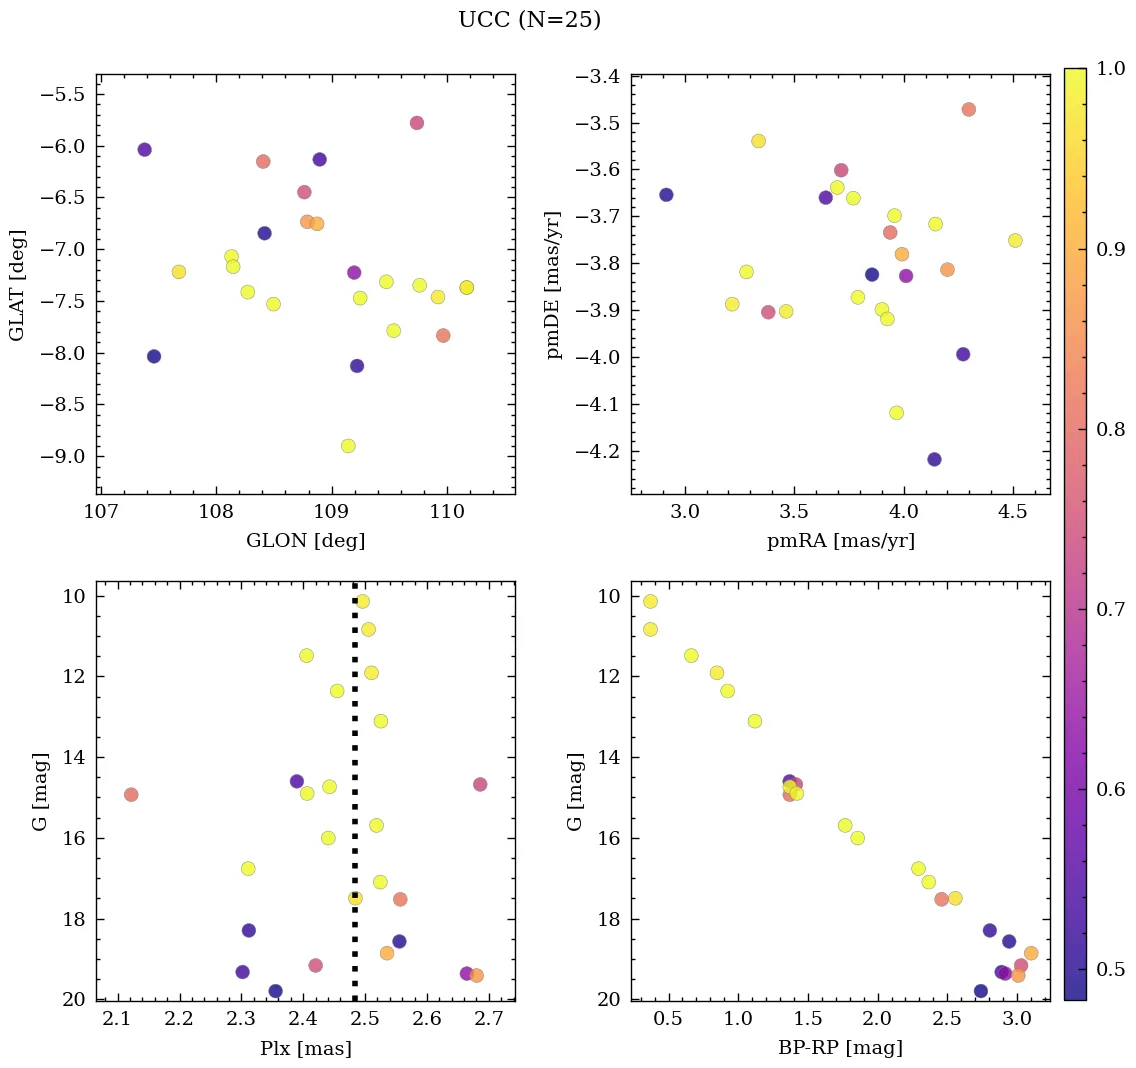 UCC (N=25)
−5.5
−6.0
−6.5
−7.0
−7.5
−8.0
−8.5
−9.0
GLAT [deg]
107 108 109 110
GLON [deg]
−3.4
−3.5
−3.6
−3.7
−3.8
−3.9
−4.0
−4.1
−4.2
pmDE [mas/yr]
3.0 3.5 4.0 4.5
pmRA [mas/yr]
10
12
14
16
18
20
G [mag]
2.1 2.2 2.3 2.4 2.5 2.6 2.7
Plx [mas]
10
12
14
16
18
20
G [mag]
0.5 1.0 1.5 2.0 2.5 3.0
BP-RP [mag]
1.0
0.9
0.8
0.7
0.6
0.5